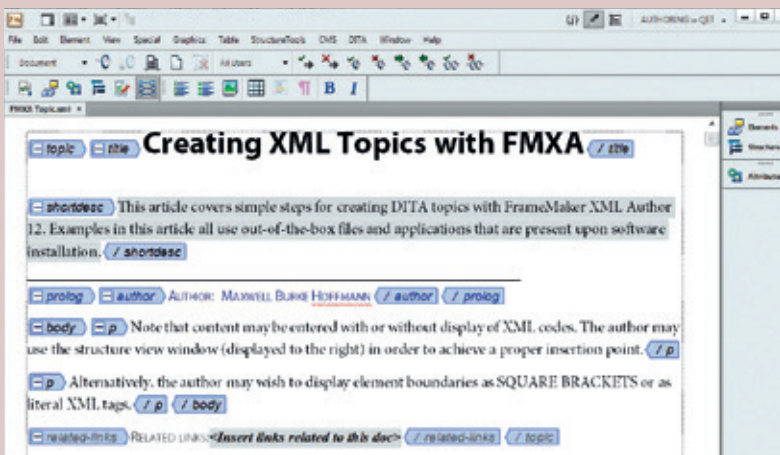 AUTHORING - QET
File Edit Element View Special Graphics Table StructureTools CMS DITA Window Help
Document All Users
B I
FMXA Topic.xml ×
topic title Creating XML Topics with FMXA / title
shortdesc This article covers simple steps for creating DITA topics with FrameMaker XML Author
12. Examples in this article all use out-of-the-box files and applications that are present upon software
installation. / shortdesc
prolog author AUTHOR: MAXWELL BURKE HOFFMANN / author / prolog
body p Note that content may be entered with or without display of XML codes. The author may
use the structure view window (displayed to the right) in order to achieve a proper insertion point. / p
p Alternatively, the author may wish to display element boundaries as SQUARE BRACKETS or as
literal XML tags. / p / body
related-links RELATED LINKS:<Insert links related to this doc> / related-links / topic
Elements
Structure
Attributes